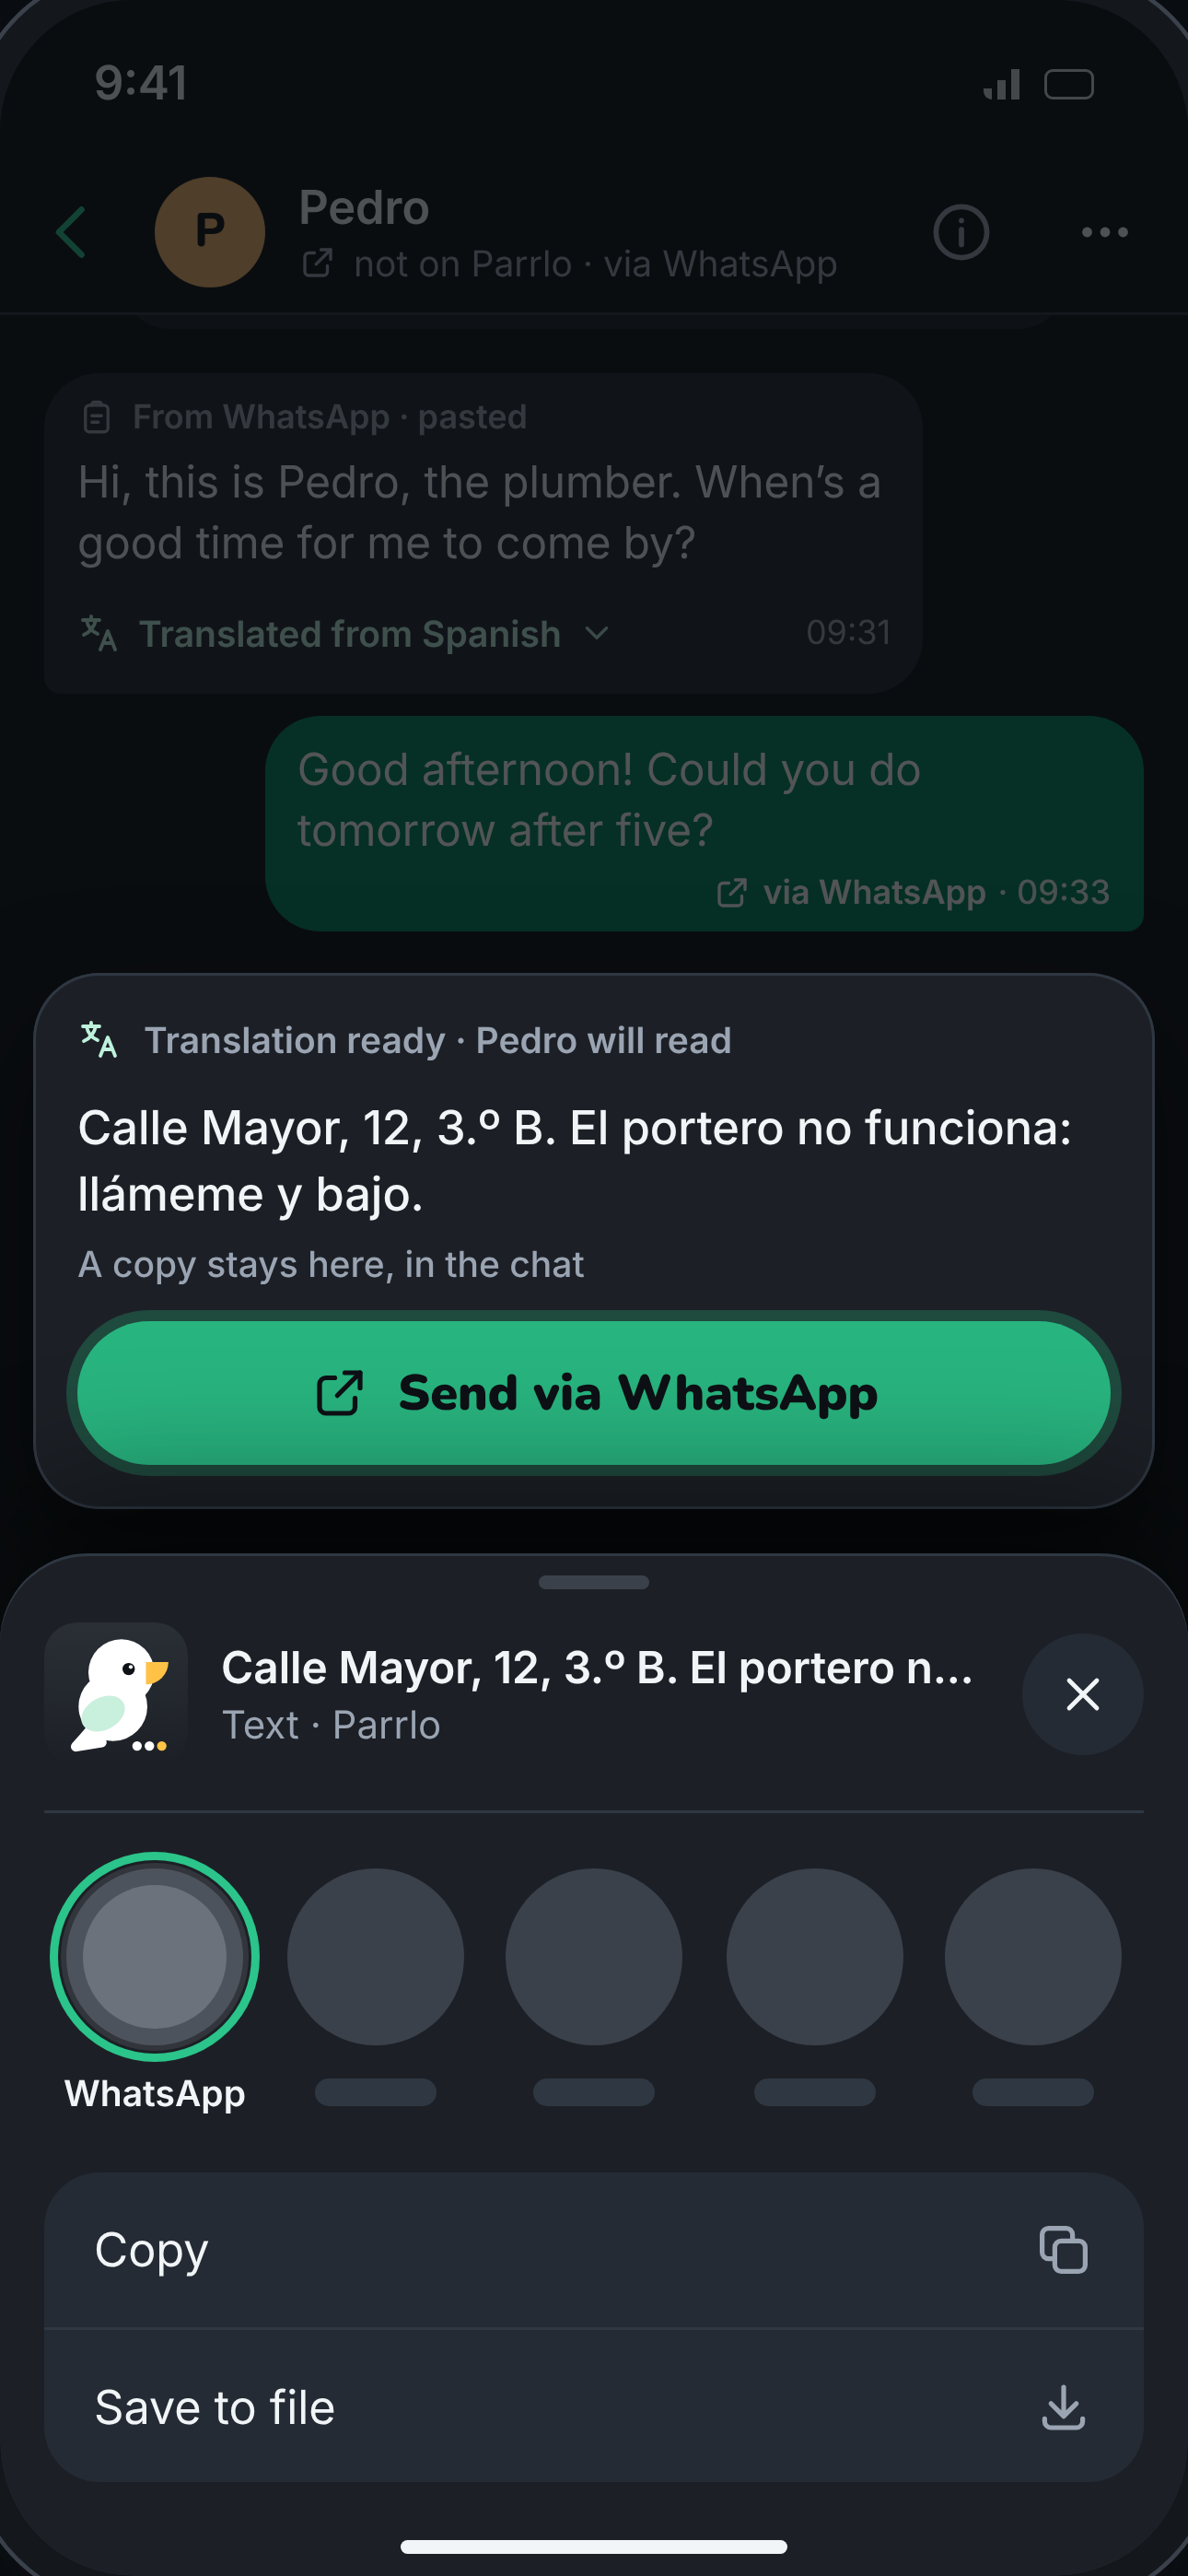 9:41
P
Pedro
not on Parrlo · via WhatsApp
From WhatsApp · pasted
Hi, this is Pedro, the plumber. When’s a
good time for me to come by?
Translated from Spanish
09:31
Good afternoon! Could you do
tomorrow after five?
via WhatsApp · 09:33
Translation ready · Pedro will read
Calle Mayor, 12, 3.º B. El portero no funciona:
llámeme y bajo.
A copy stays here, in the chat
Send via WhatsApp
Calle Mayor, 12, 3.º B. El portero n...
Text · Parrlo
WhatsApp
Copy
Save to file